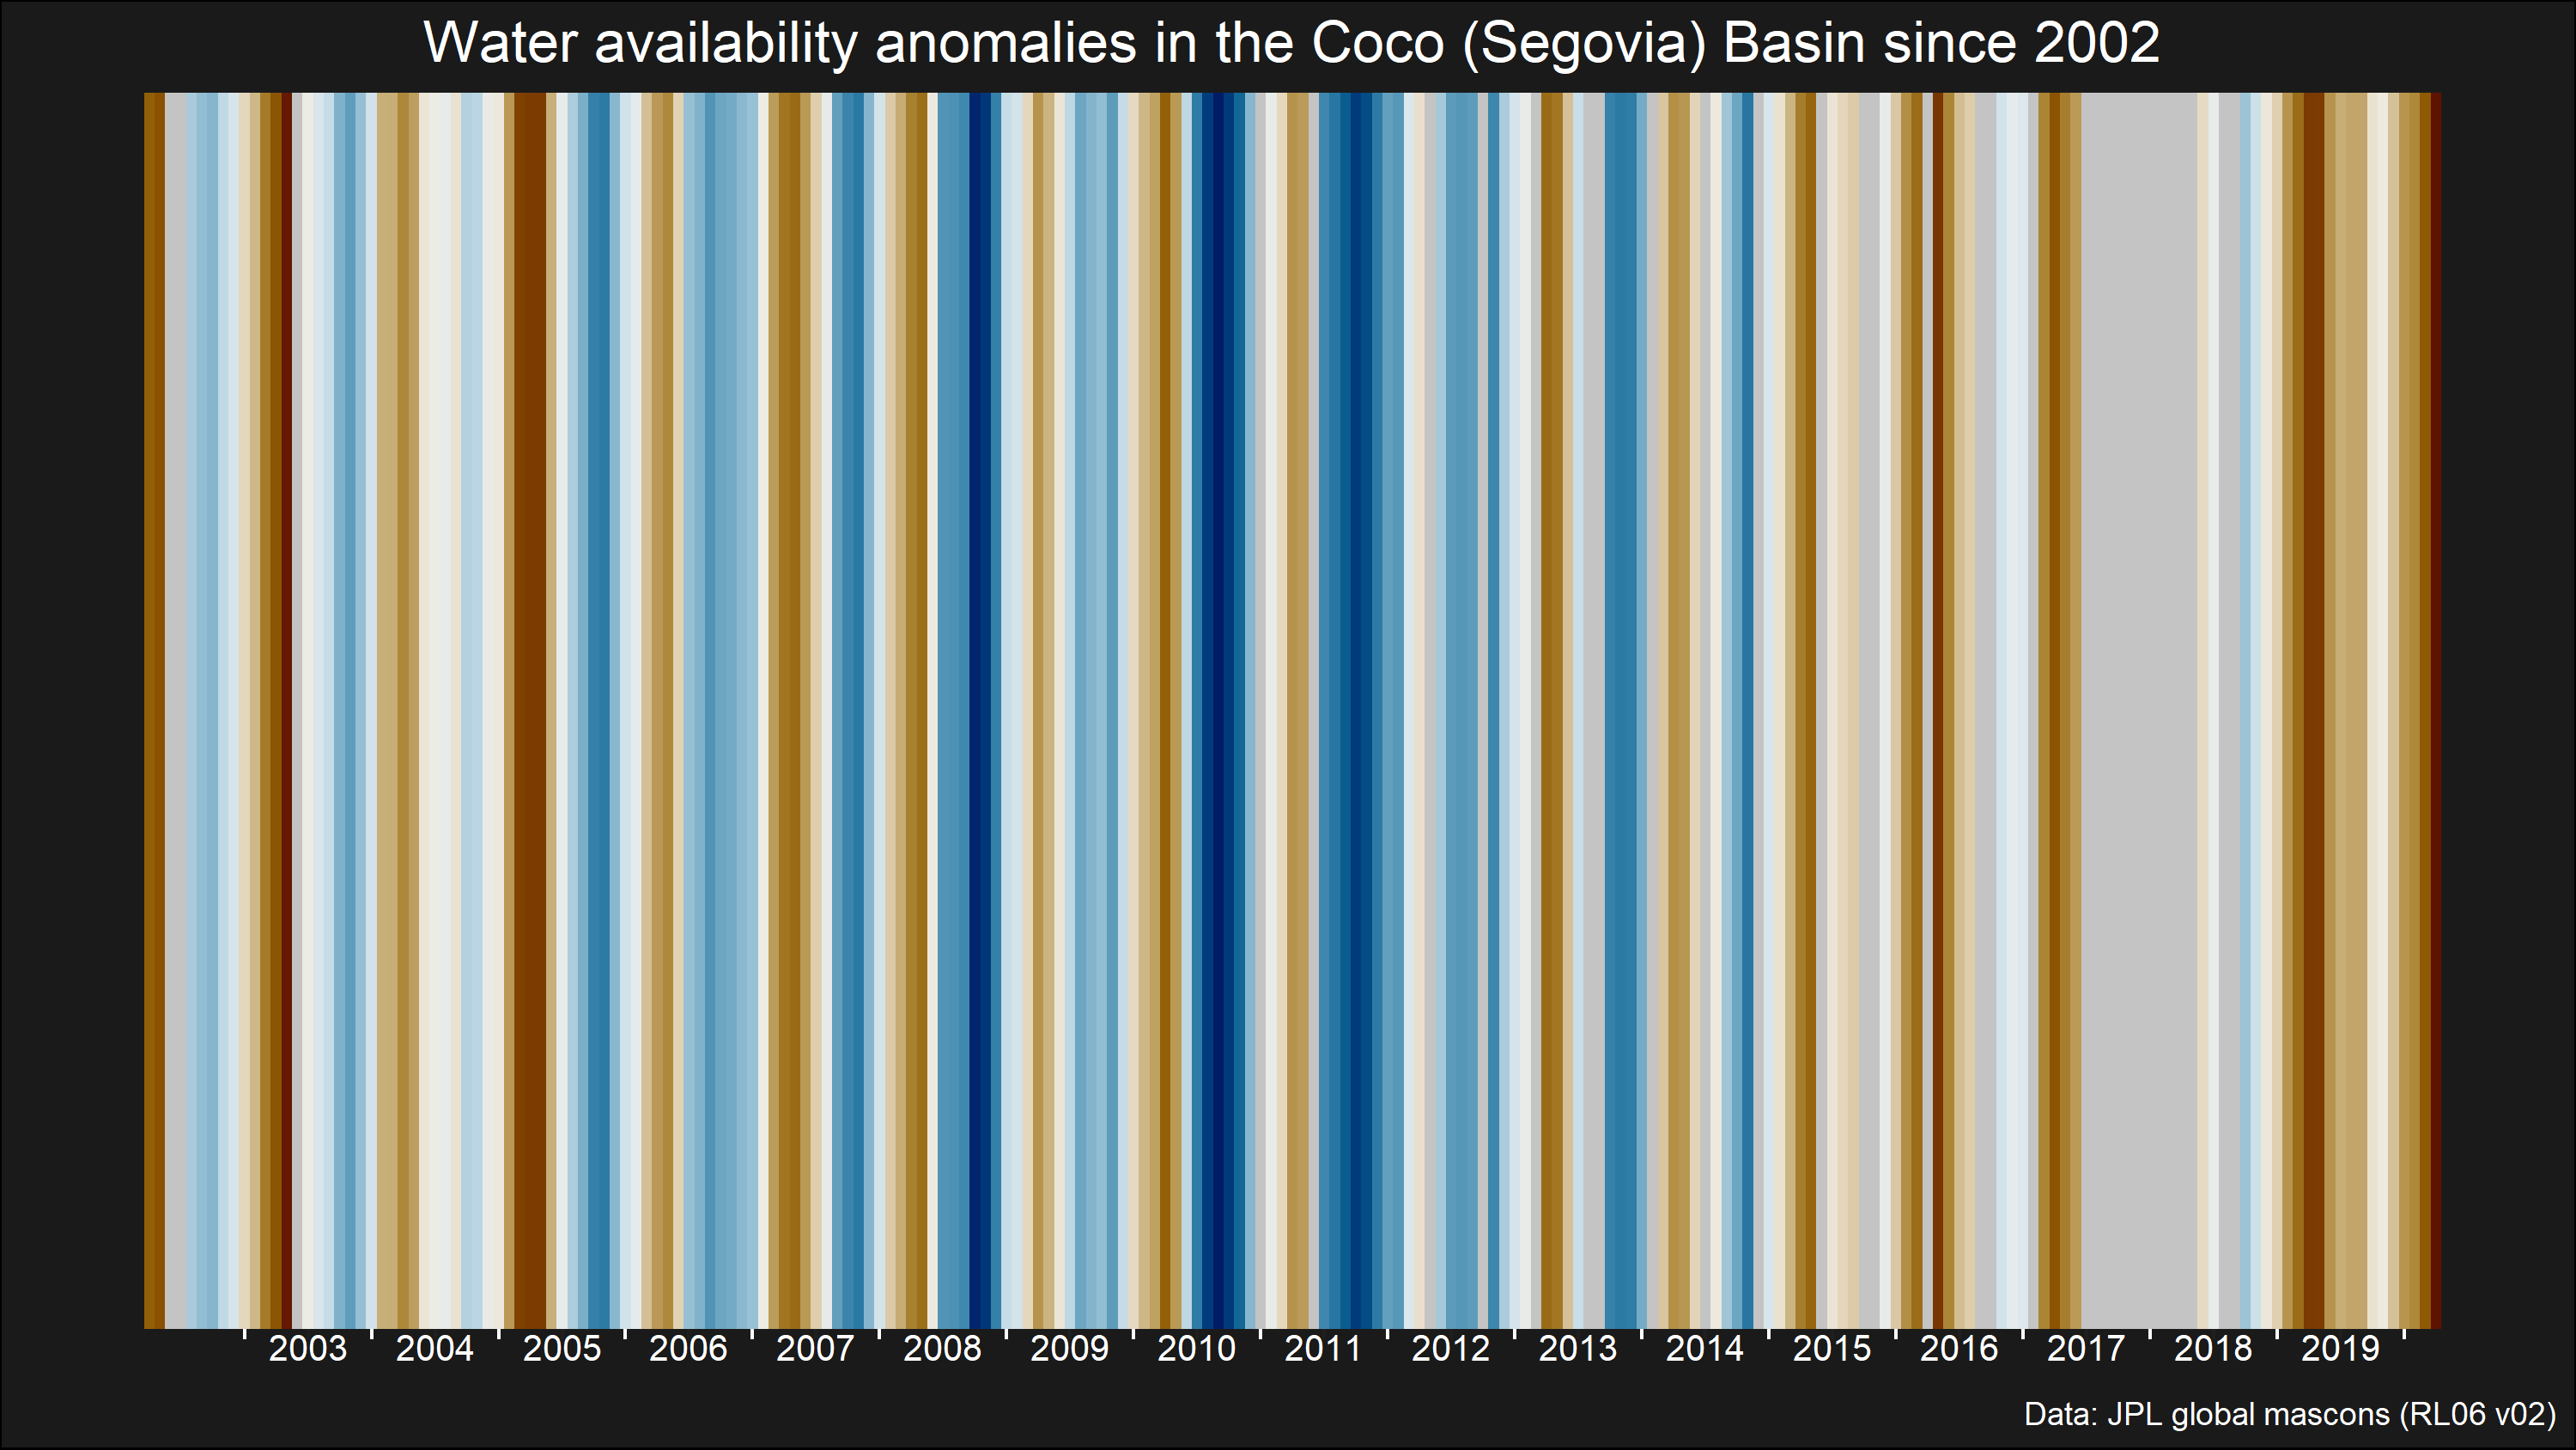 Water availability anomalies in the Coco (Segovia) Basin since 2002
2003 2004 2005 2006 2007 2008 2009 2010 2011 2012 2013 2014 2015 2016 2017 2018 2019
Data: JPL global mascons (RL06 v02)